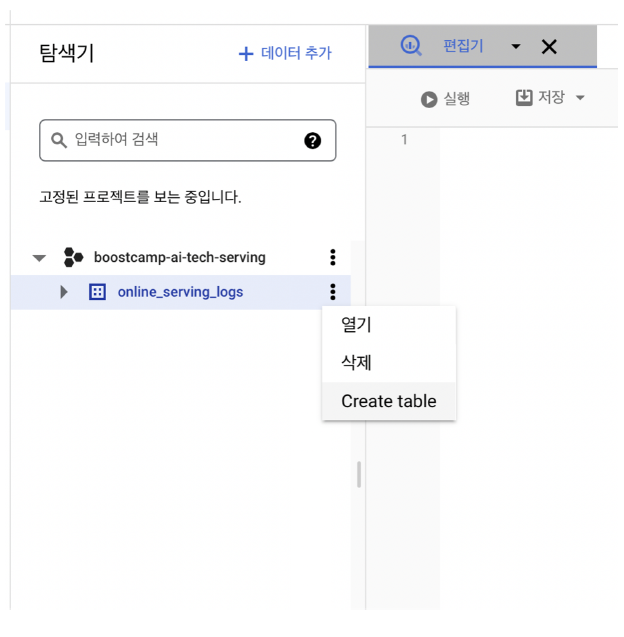 탐색기
데이터 추가
편집기
실행
저장
입력하여 검색
1
고정된 프로젝트를 보는 중입니다.
boostcamp-ai-tech-serving
online_serving_logs
열기
삭제
Create table